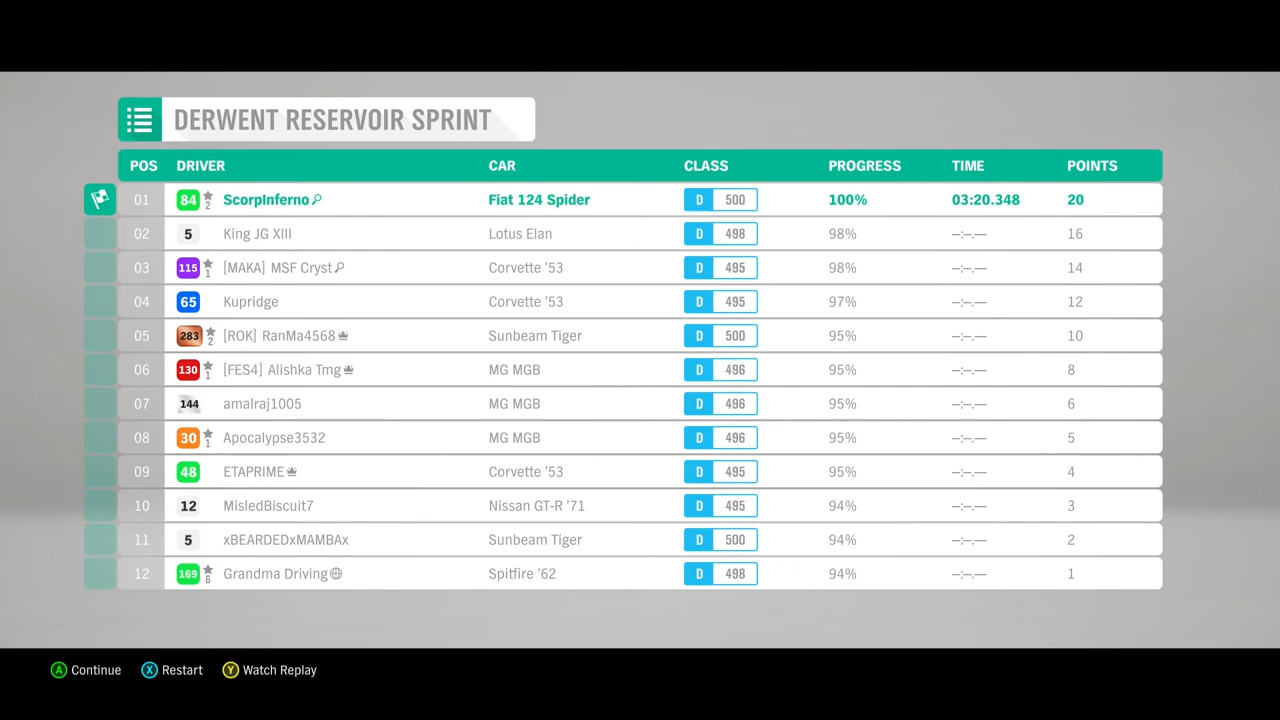 DERWENT RESERVOIR SPRINT
POS DRIVER CAR CLASS PROGRESS TIME POINTS
01 84 2 ScorpInferno Fiat 124 Spider D 500 100% 03:20.348 20
02 5 King JG XIII Lotus Elan D 498 98% --:--.--- 16
03 115 1 [MAKA] MSF Cryst Corvette '53 D 495 98% --:--.--- 14
04 65 Kupridge Corvette '53 D 495 97% --:--.--- 12
05 283 2 [ROK] RanMa4568 Sunbeam Tiger D 500 95% --:--.--- 10
06 130 1 [FES4] Alishka Tmg MG MGB D 496 95% --:--.--- 8
07 144 amalraj1005 MG MGB D 496 95% --:--.--- 6
08 30 1 Apocalypse3532 MG MGB D 496 95% --:--.--- 5
09 48 ETAPRIME Corvette '53 D 495 95% --:--.--- 4
10 12 MisledBiscuit7 Nissan GT-R '71 D 495 94% --:--.--- 3
11 5 xBEARDEDxMAMBAx Sunbeam Tiger D 500 94% --:--.--- 2
12 169 6 Grandma Driving Spitfire '62 D 498 94% --:--.--- 1
A Continue X Restart Y Watch Replay